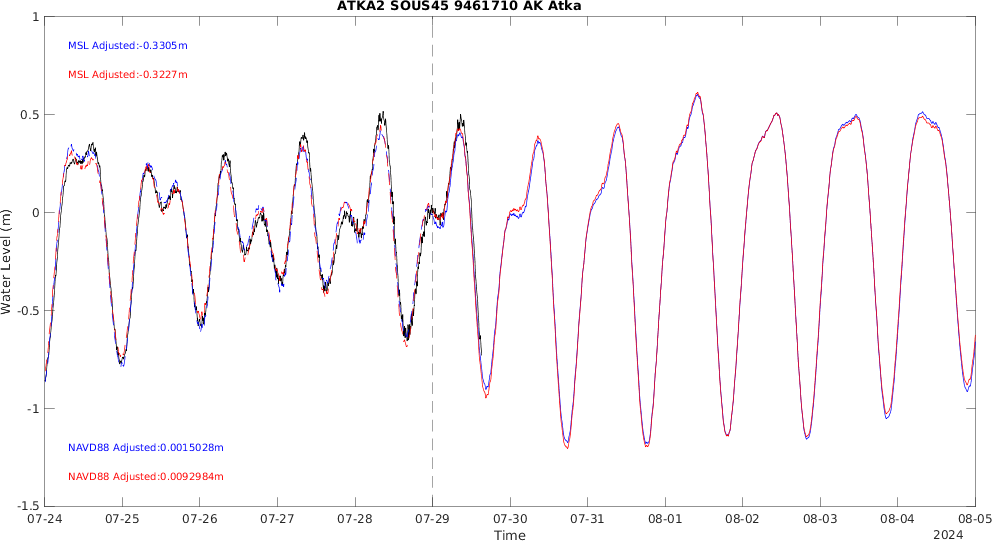 ATKA2 SOUS45 9461710 AK Atka
MSL Adjusted:-0.3305m
MSL Adjusted:-0.3227m
NAVD88 Adjusted:0.0015028m
NAVD88 Adjusted:0.0092984m
Water Level (m)
1
0.5
0
-0.5
-1
-1.5
07-24 07-25 07-26 07-27 07-28 07-29 07-30 07-31 08-01 08-02 08-03 08-04 08-05
Time
2024